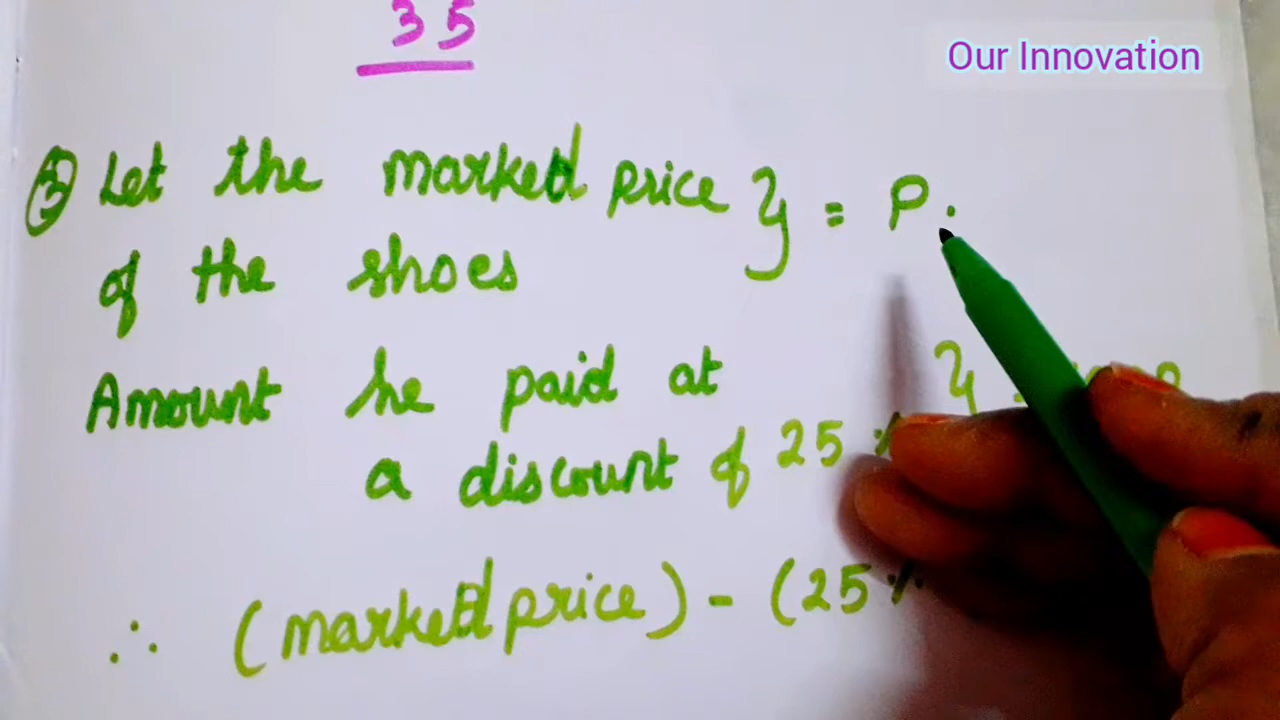 35
Our Innovation
③ Let the marked price } = P.
of the shoes
Amount he paid at }
a discount of 25 %
∴ (marked price) - (25 %